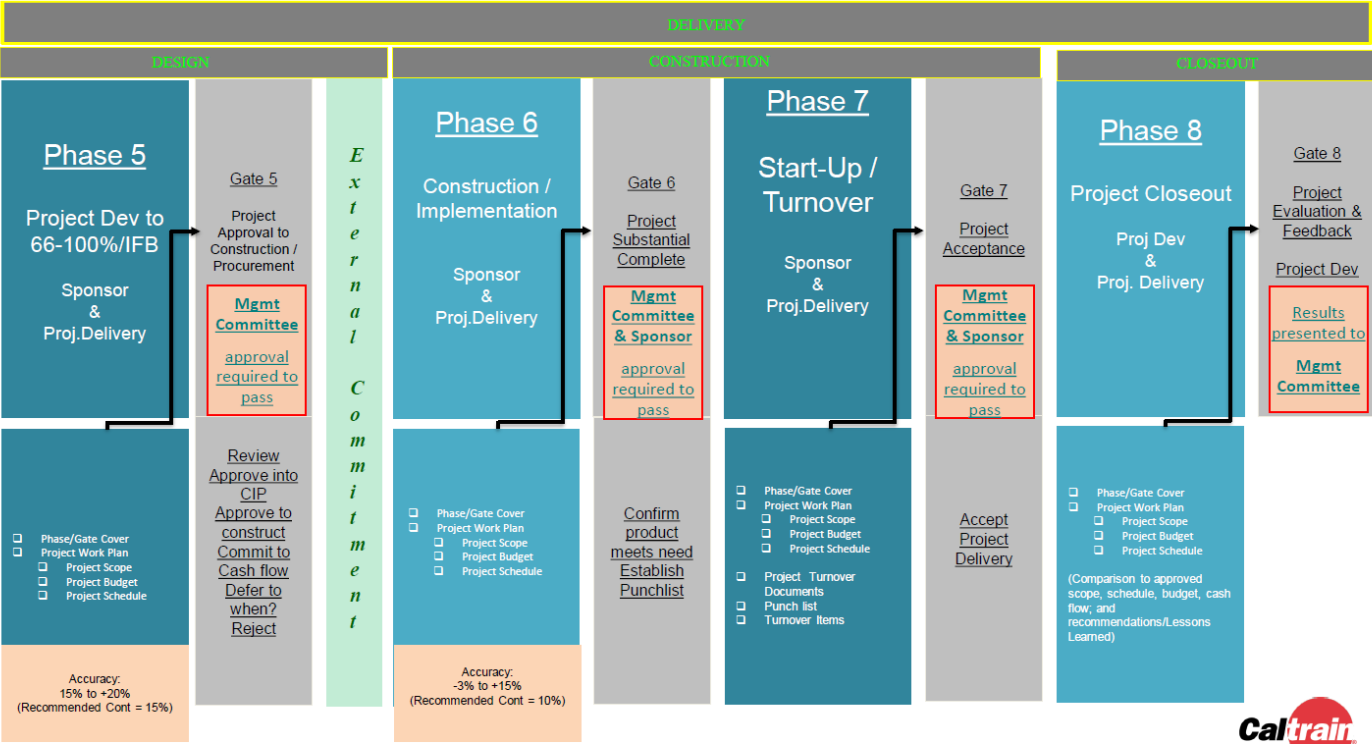 DELIVERY
DESIGN
CONSTRUCTION
CLOSEOUT
Phase 5
Project Dev to
66-100%/IFB
Sponsor
&
Proj.Delivery
❑ Phase/Gate Cover
❑ Project Work Plan
❑ Project Scope
❑ Project Budget
❑ Project Schedule
Accuracy:
15% to +20%
(Recommended Cont = 15%)
Gate 5
Project
Approval to
Construction /
Procurement
Mgmt
Committee
approval
required to
pass
Review
Approve into
CIP
Approve to
construct
Commit to
Cash flow
Defer to
when?
Reject
External Commitment
Phase 6
Construction /
Implementation
Sponsor
&
Proj.Delivery
❑ Phase/Gate Cover
❑ Project Work Plan
❑ Project Scope
❑ Project Budget
❑ Project Schedule
Accuracy:
-3% to +15%
(Recommended Cont = 10%)
Gate 6
Project
Substantial
Complete
Mgmt
Committee
& Sponsor
approval
required to
pass
Confirm
product
meets need
Establish
Punchlist
Phase 7
Start-Up /
Turnover
Sponsor
&
Proj.Delivery
❑ Phase/Gate Cover
❑ Project Work Plan
❑ Project Scope
❑ Project Budget
❑ Project Schedule
❑ Project Turnover
Documents
❑ Punch list
❑ Turnover Items
Gate 7
Project
Acceptance
Mgmt
Committee
& Sponsor
approval
required to
pass
Accept
Project
Delivery
Phase 8
Project Closeout
Proj Dev
&
Proj. Delivery
❑ Phase/Gate Cover
❑ Project Work Plan
❑ Project Scope
❑ Project Budget
❑ Project Schedule
(Comparison to approved
scope, schedule, budget, cash
flow; and
recommendations/Lessons
Learned)
Gate 8
Project
Evaluation &
Feedback
Project Dev
Results
presented to
Mgmt
Committee
Caltrain